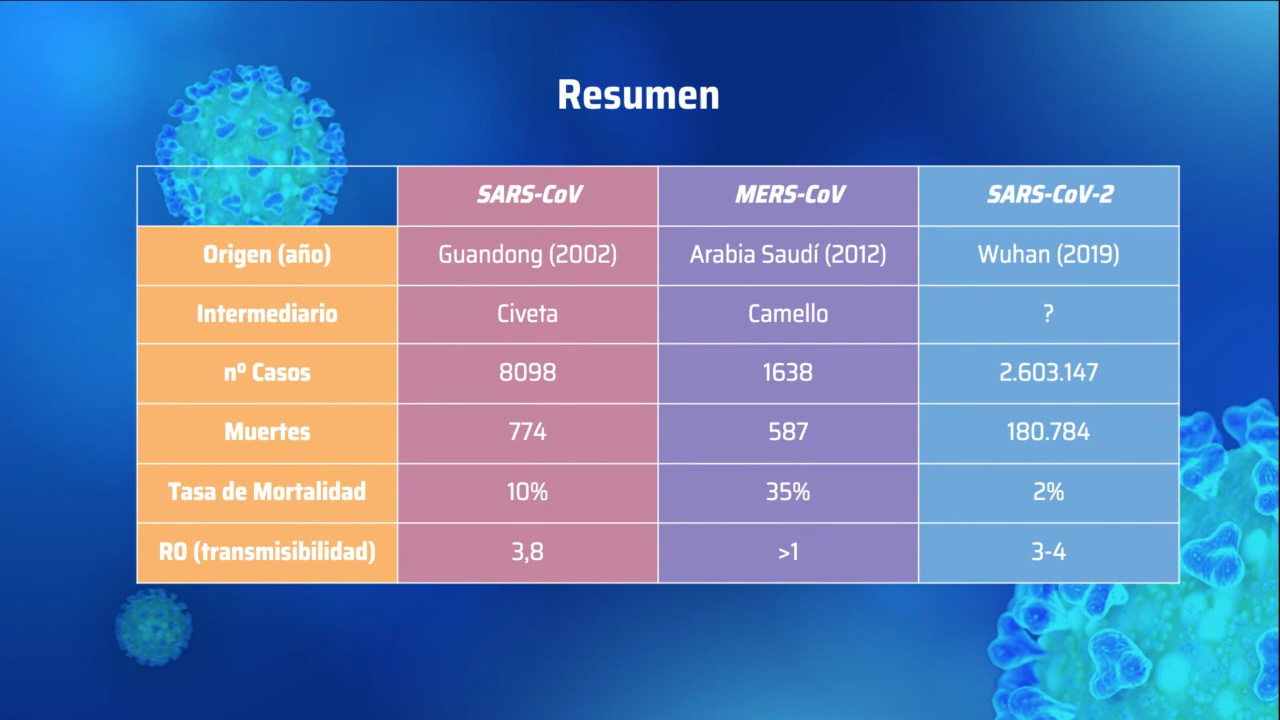 Resumen
SARS-CoV MERS-CoV SARS-CoV-2
Origen (año) Guandong (2002) Arabia Saudí (2012) Wuhan (2019)
Intermediario Civeta Camello ?
nº Casos 8098 1638 2.603.147
Muertes 774 587 180.784
Tasa de Mortalidad 10% 35% 2%
R0 (transmisibilidad) 3,8 >1 3-4